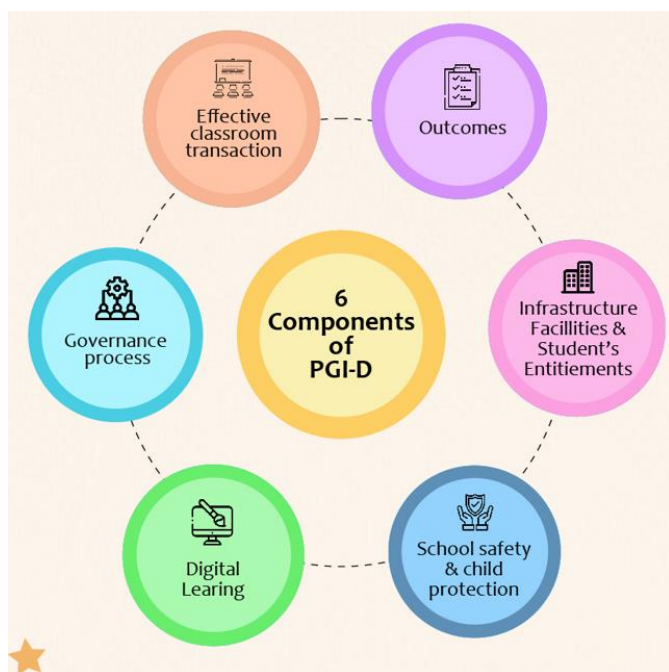 Effective
classroom
transaction
Outcomes
Governance
process
6
Components
of
PGI-D
Infrastructure
Facillities &
Student's
Entitiements
Digital
Learing
School safety
& child
protection